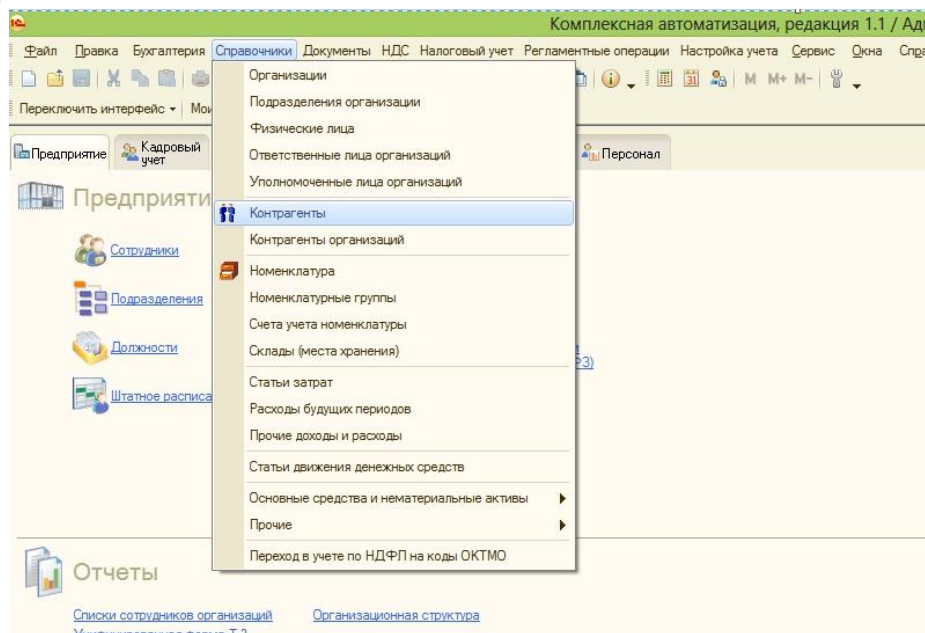 Комплексная автоматизация, редакция 1.1 /
Файл Правка Бухгалтерия Справочники Документы НДС Налоговый учет Регламентные операции Настройка учета Сервис Окна
M M+ M-
Переключить интерфейс
Предприятие
Кадровый
учет
Персонал
Организации
Подразделения организации
Физические лица
Ответственные лица организаций
Уполномоченные лица организаций
Контрагенты
Контрагенты организаций
Номенклатура
Номенклатурные группы
Счета учета номенклатуры
Склады (места хранения)
Статьи затрат
Расходы будущих периодов
Прочие доходы и расходы
Статьи движения денежных средств
Основные средства и нематериальные активы
Прочие
Переход в учете по НДФЛ на коды ОКТМО
Предприяти
Сотрудники
Подразделения
Должности
Штатное расписа
РЗ)
Отчеты
Списки сотрудников организаций Организационная структура